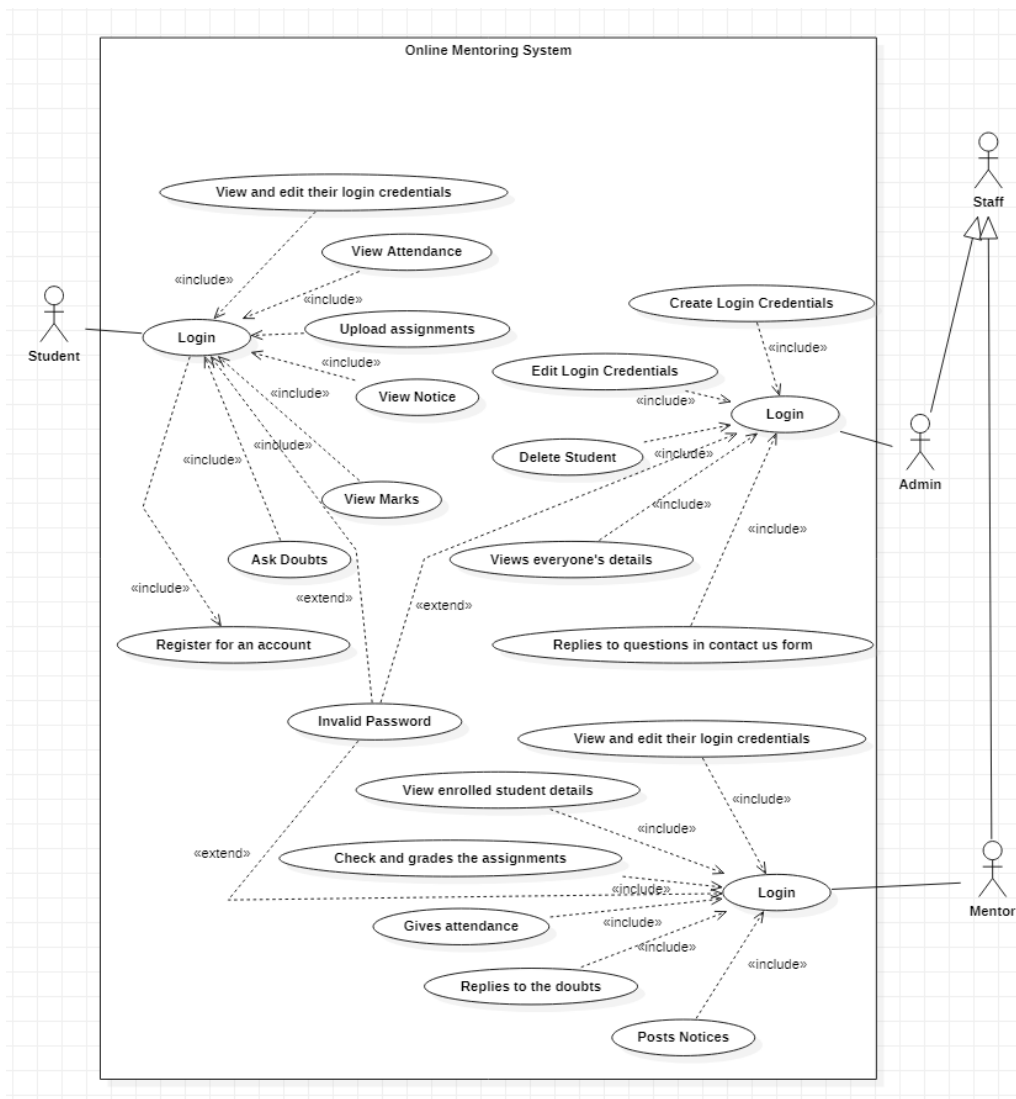 Online Mentoring System
Staff
View and edit their login credentials
View Attendance
«include»
«include»
Create Login Credentials
Student
Login
Upload assignments
«include»
«include»
Edit Login Credentials
«include»
View Notice
«include»
Login
«include»
«include»
Delete Student
«include»
Admin
View Marks
«include»
«include»
Ask Doubts
Views everyone's details
«include»
«extend»
«extend»
Register for an account
Replies to questions in contact us form
Invalid Password
View and edit their login credentials
View enrolled student details
«include»
«include»
«extend»
Check and grades the assignments
«include»
Login
Mentor
Gives attendance
«include»
«include»
«include»
Replies to the doubts
Posts Notices